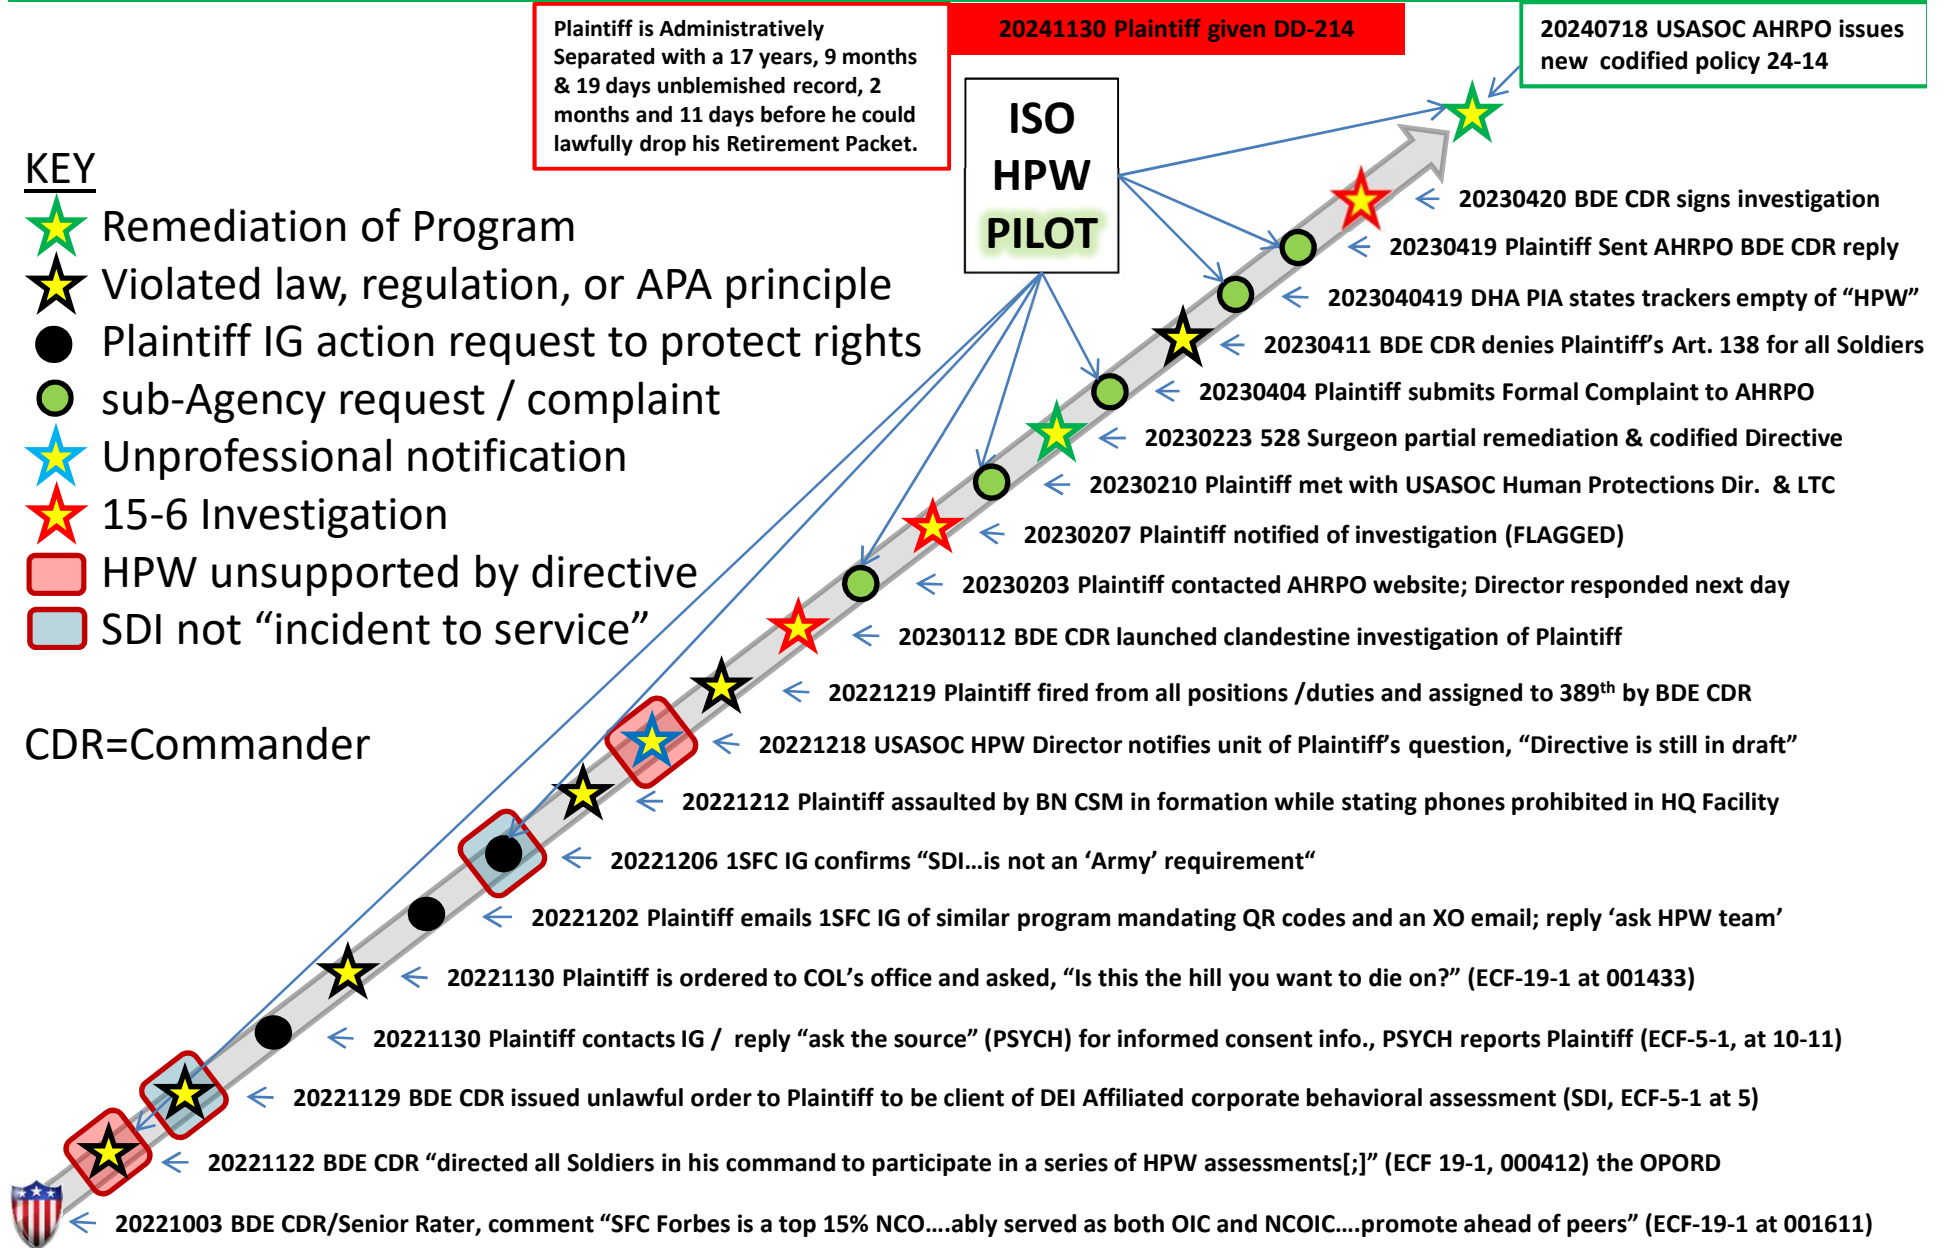 Plaintiff is Administratively
Separated with a 17 years, 9 months
& 19 days unblemished record, 2
months and 11 days before he could
lawfully drop his Retirement Packet.
20241130 Plaintiff given DD-214
20240718 USASOC AHRPO issues
new codified policy 24-14
ISO
HPW
PILOT
KEY
Remediation of Program
Violated law, regulation, or APA principle
Plaintiff IG action request to protect rights
sub-Agency request / complaint
Unprofessional notification
15-6 Investigation
HPW unsupported by directive
SDI not “incident to service”
CDR=Commander
20230420 BDE CDR signs investigation
20230419 Plaintiff Sent AHRPO BDE CDR reply
2023040419 DHA PIA states trackers empty of “HPW”
20230411 BDE CDR denies Plaintiff’s Art. 138 for all Soldiers
20230404 Plaintiff submits Formal Complaint to AHRPO
20230223 528 Surgeon partial remediation & codified Directive
20230210 Plaintiff met with USASOC Human Protections Dir. & LTC
20230207 Plaintiff notified of investigation (FLAGGED)
20230203 Plaintiff contacted AHRPO website; Director responded next day
20230112 BDE CDR launched clandestine investigation of Plaintiff
20221219 Plaintiff fired from all positions /duties and assigned to 389th by BDE CDR
20221218 USASOC HPW Director notifies unit of Plaintiff’s question, “Directive is still in draft”
20221212 Plaintiff assaulted by BN CSM in formation while stating phones prohibited in HQ Facility
20221206 1SFC IG confirms “SDI...is not an ‘Army’ requirement“
20221202 Plaintiff emails 1SFC IG of similar program mandating QR codes and an XO email; reply ‘ask HPW team’
20221130 Plaintiff is ordered to COL’s office and asked, “Is this the hill you want to die on?” (ECF-19-1 at 001433)
20221130 Plaintiff contacts IG / reply “ask the source” (PSYCH) for informed consent info., PSYCH reports Plaintiff (ECF-5-1, at 10-11)
20221129 BDE CDR issued unlawful order to Plaintiff to be client of DEI Affiliated corporate behavioral assessment (SDI, ECF-5-1 at 5)
20221122 BDE CDR “directed all Soldiers in his command to participate in a series of HPW assessments[;]” (ECF 19-1, 000412) the OPORD
20221003 BDE CDR/Senior Rater, comment “SFC Forbes is a top 15% NCO....ably served as both OIC and NCOIC....promote ahead of peers” (ECF-19-1 at 001611)